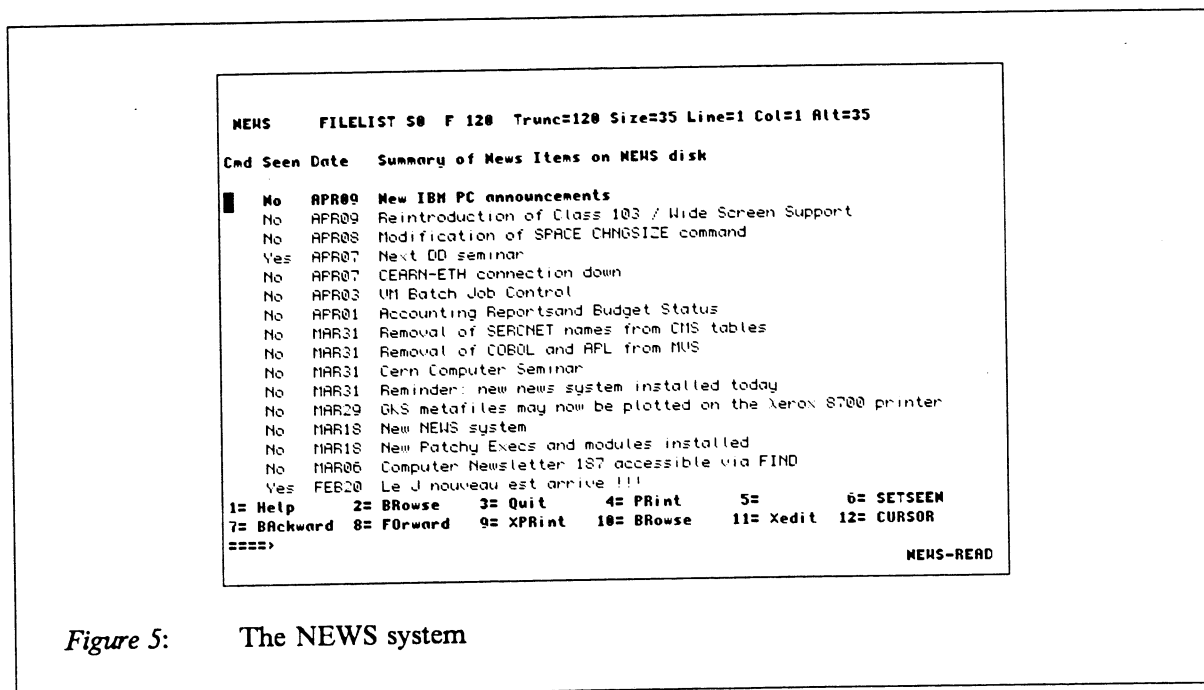 NEWS FILELIST S0 F 120 Trunc=120 Size=35 Line=1 Col=1 Alt=35
Cmd Seen Date Summary of News Items on NEWS disk
No APR09 New IBM PC announcements
No APR09 Reintroduction of Class 103 / Wide Screen Support
No APR08 Modification of SPACE CHNGSIZE command
Yes APR07 Next DD seminar
No APR07 CEARN-ETH connection down
No APR03 VM Batch Job Control
No APR01 Accounting Reportsand Budget Status
No MAR31 Removal of SERCNET names from CMS tables
No MAR31 Removal of COBOL and APL from MVS
No MAR31 Cern Computer Seminar
No MAR31 Reminder: new news system installed today
No MAR29 GKS metafiles may now be plotted on the Xerox 8700 printer
No MAR18 New NEWS system
No MAR18 New Patchy Execs and modules installed
No MAR06 Computer Newsletter 187 accessible via FIND
Yes FEB20 Le J nouveau est arrive !!!
1= Help 2= BRowse 3= Quit 4= PRint 5= 6= SETSEEN
7= BAckward 8= FOrward 9= XPRint 10= BRowse 11= Xedit 12= CURSOR
====>
NEWS-READ
Figure 5: The NEWS system